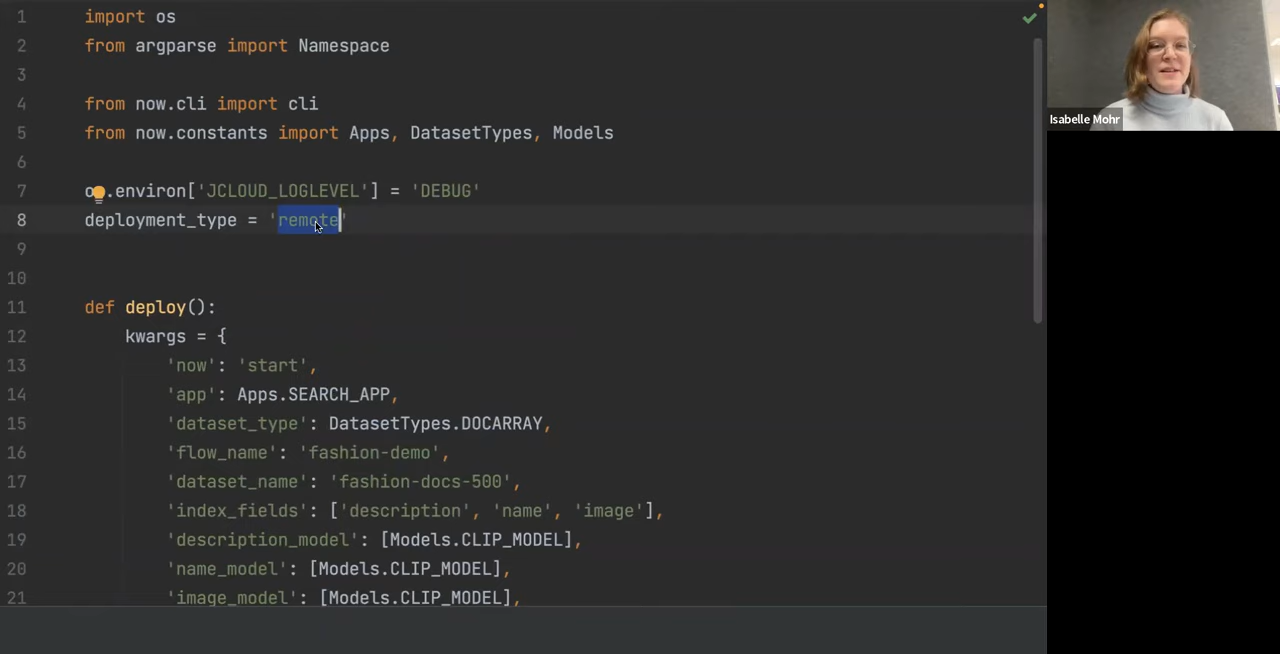 1 import os
2 from argparse import Namespace
3
4 from now.cli import cli
5 from now.constants import Apps, DatasetTypes, Models
6
7 o .environ['JCLOUD_LOGLEVEL'] = 'DEBUG'
8 deployment_type = 'remote'
9
10
11 def deploy():
12 kwargs = {
13 'now': 'start',
14 'app': Apps.SEARCH_APP,
15 'dataset_type': DatasetTypes.DOCARRAY,
16 'flow_name': 'fashion-demo',
17 'dataset_name': 'fashion-docs-500',
18 'index_fields': ['description', 'name', 'image'],
19 'description_model': [Models.CLIP_MODEL],
20 'name_model': [Models.CLIP_MODEL],
21 'image_model': [Models.CLIP_MODEL],
Isabelle Mohr